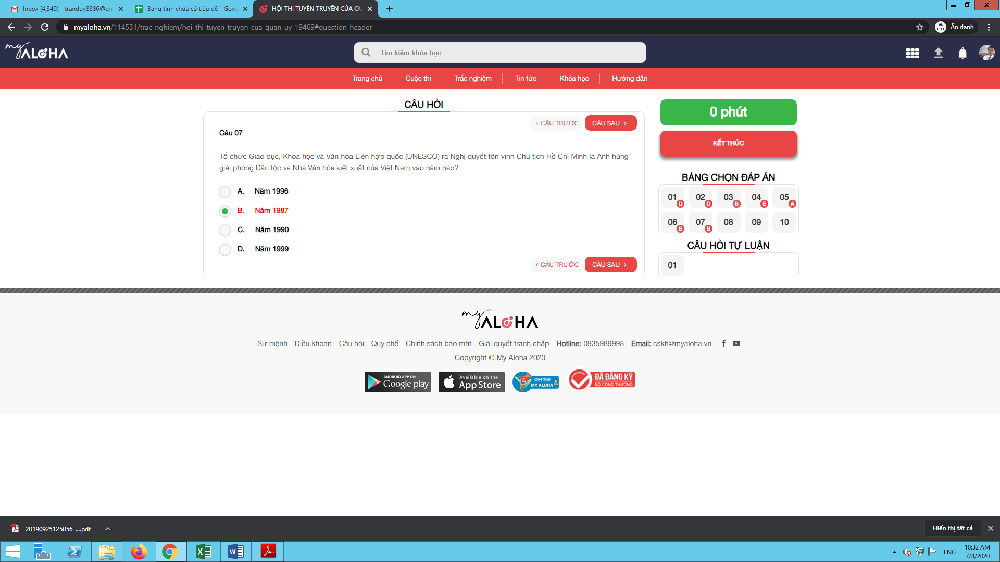 Inbox (4,349) - tranduy8386@gm
Bảng tính chưa có tiêu đề - Goog
HỘI THI TUYÊN TRUYỀN CỦA QU
myaloha.vn/114531/trac-nghiem/hoi-thi-tuyen-truyen-cua-quan-uy-19469#question-header
Ẩn danh
my ALOHA
Tìm kiếm khóa học
Trang chủ
Cuộc thi
Trắc nghiệm
Tin tức
Khóa học
Hướng dẫn
CÂU HỎI
‹ CÂU TRƯỚC
CÂU SAU ›
Câu 07
Tổ chức Giáo dục, Khoa học và Văn hóa Liên hợp quốc (UNESCO) ra Nghị quyết tôn vinh Chủ tịch Hồ Chí Minh là Anh hùng
giải phóng Dân tộc và Nhà Văn hóa kiệt xuất của Việt Nam vào năm nào?
A. Năm 1996
B. Năm 1987
C. Năm 1990
D. Năm 1999
‹ CÂU TRƯỚC
CÂU SAU ›
0 phút
KẾT THÚC
BẢNG CHỌN ĐÁP ÁN
01 D 02 D 03 B 04 E 05 A
06 B 07 B 08 09 10
CÂU HỎI TỰ LUẬN
01
my ALOHA
Sứ mệnh Điều khoản Câu hỏi Quy chế Chính sách bảo mật Giải quyết tranh chấp Hotline: 0935989998 Email: cskh@myaloha.vn
Copyright © My Aloha 2020
ANDROID APP ON
Google play
Available on the
App Store
CÔNG TRÌNH
MY ALOHA
ĐÃ ĐĂNG KÝ
BỘ CÔNG THƯƠNG
20190925125056_....pdf
Hiển thị tất cả
ENG
10:32 AM
7/8/2020